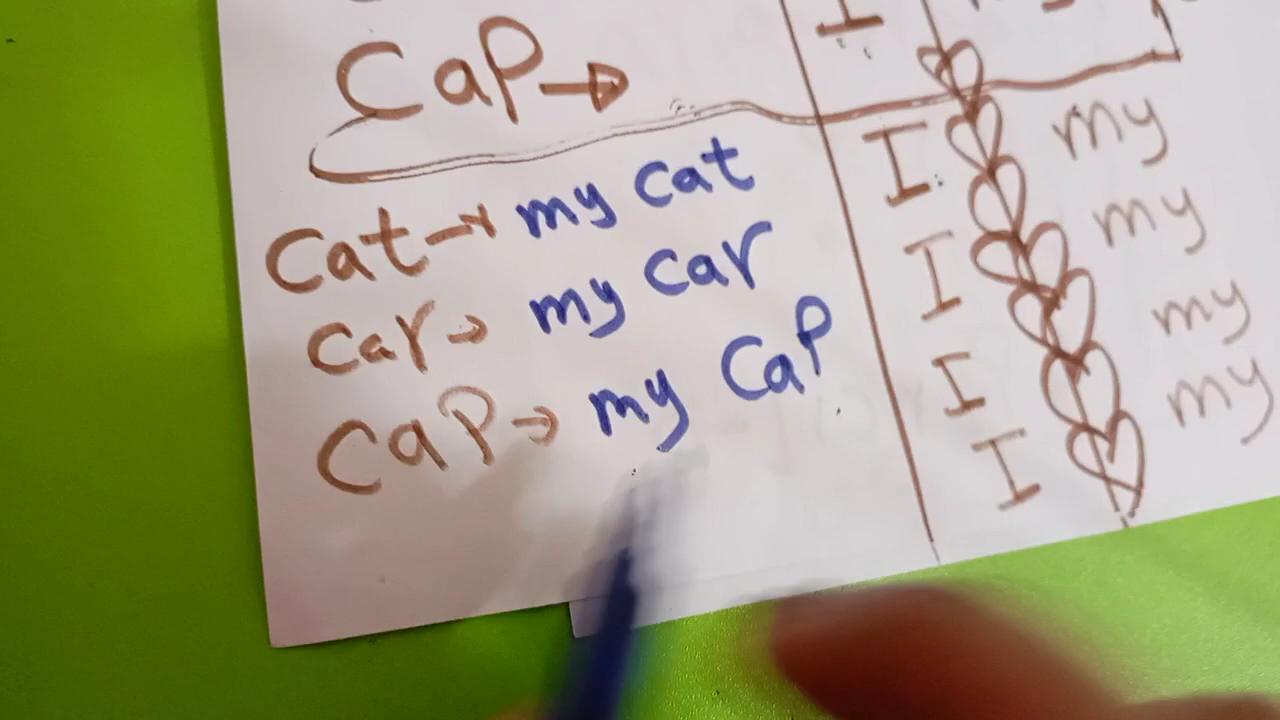 CaP→
I
Cat→ my Cat
Car→ my Car
CaP→ my CaP
I ♡ my
I ♡ my
I ♡ my
I ♡ my